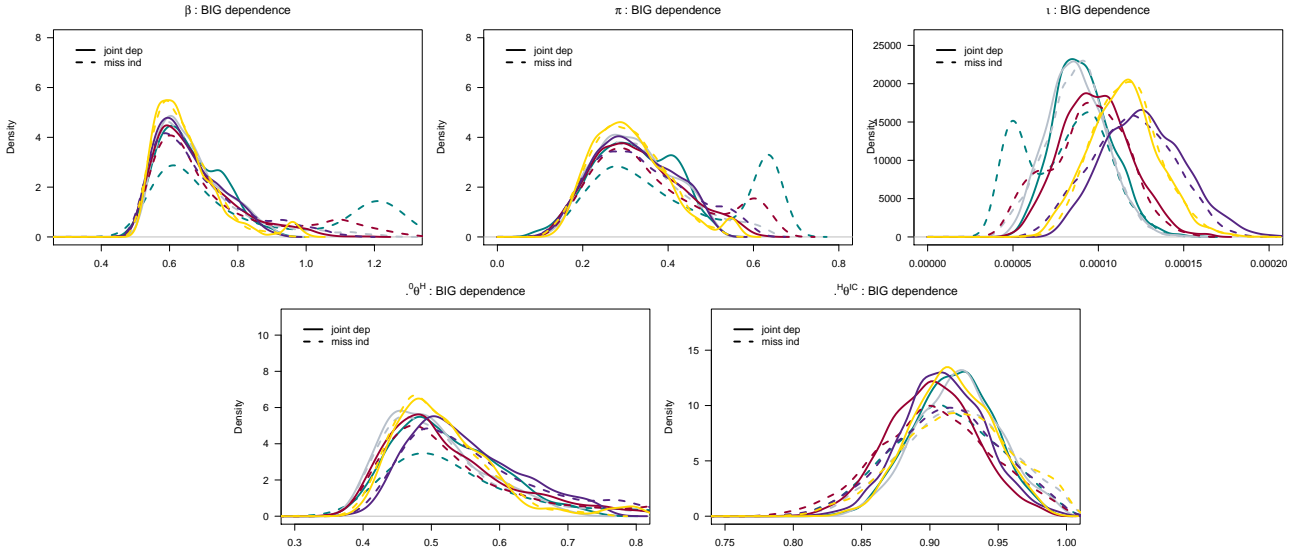 β : BIG dependence
π : BIG dependence
ι : BIG dependence
Density
8
6
4
2
0
joint dep
miss ind
0.4 0.6 0.8 1.0 1.2
Density
8
6
4
2
0
joint dep
miss ind
0.0 0.2 0.4 0.6 0.8
Density
25000
20000
15000
10000
5000
0
joint dep
miss ind
0.00000 0.00005 0.00010 0.00015 0.00020
.⁰θᴴ : BIG dependence
.ᴴθᴵᶜ : BIG dependence
Density
10
8
6
4
2
0
joint dep
miss ind
0.3 0.4 0.5 0.6 0.7 0.8
Density
15
10
5
0
joint dep
miss ind
0.75 0.80 0.85 0.90 0.95 1.00